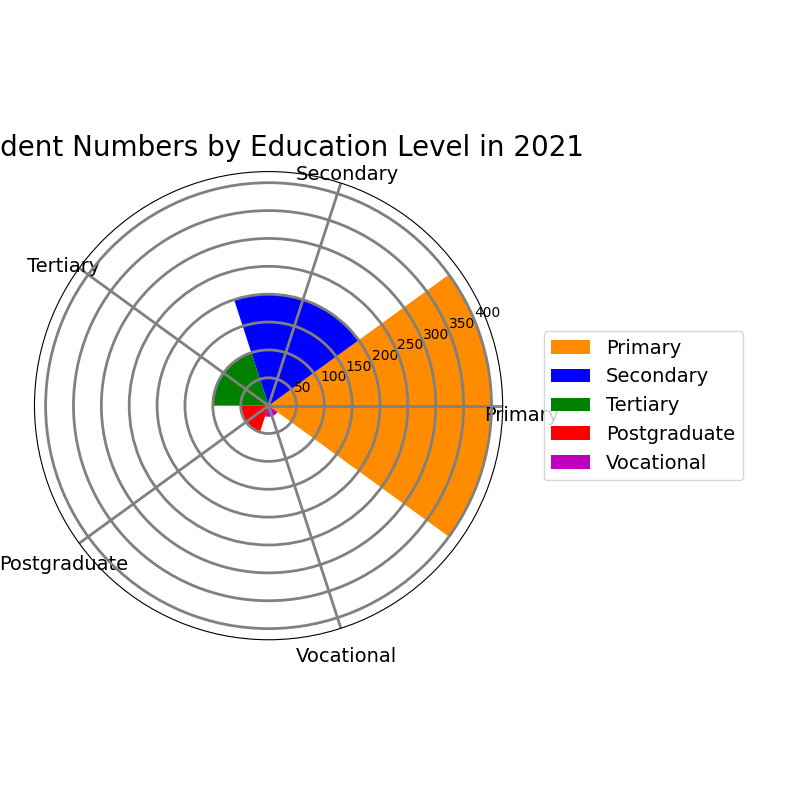 dent Numbers by Education Level in 2021
Secondary
Tertiary
Primary
Postgraduate
Vocational
50
100
150
200
250
300
350
400
Primary
Secondary
Tertiary
Postgraduate
Vocational